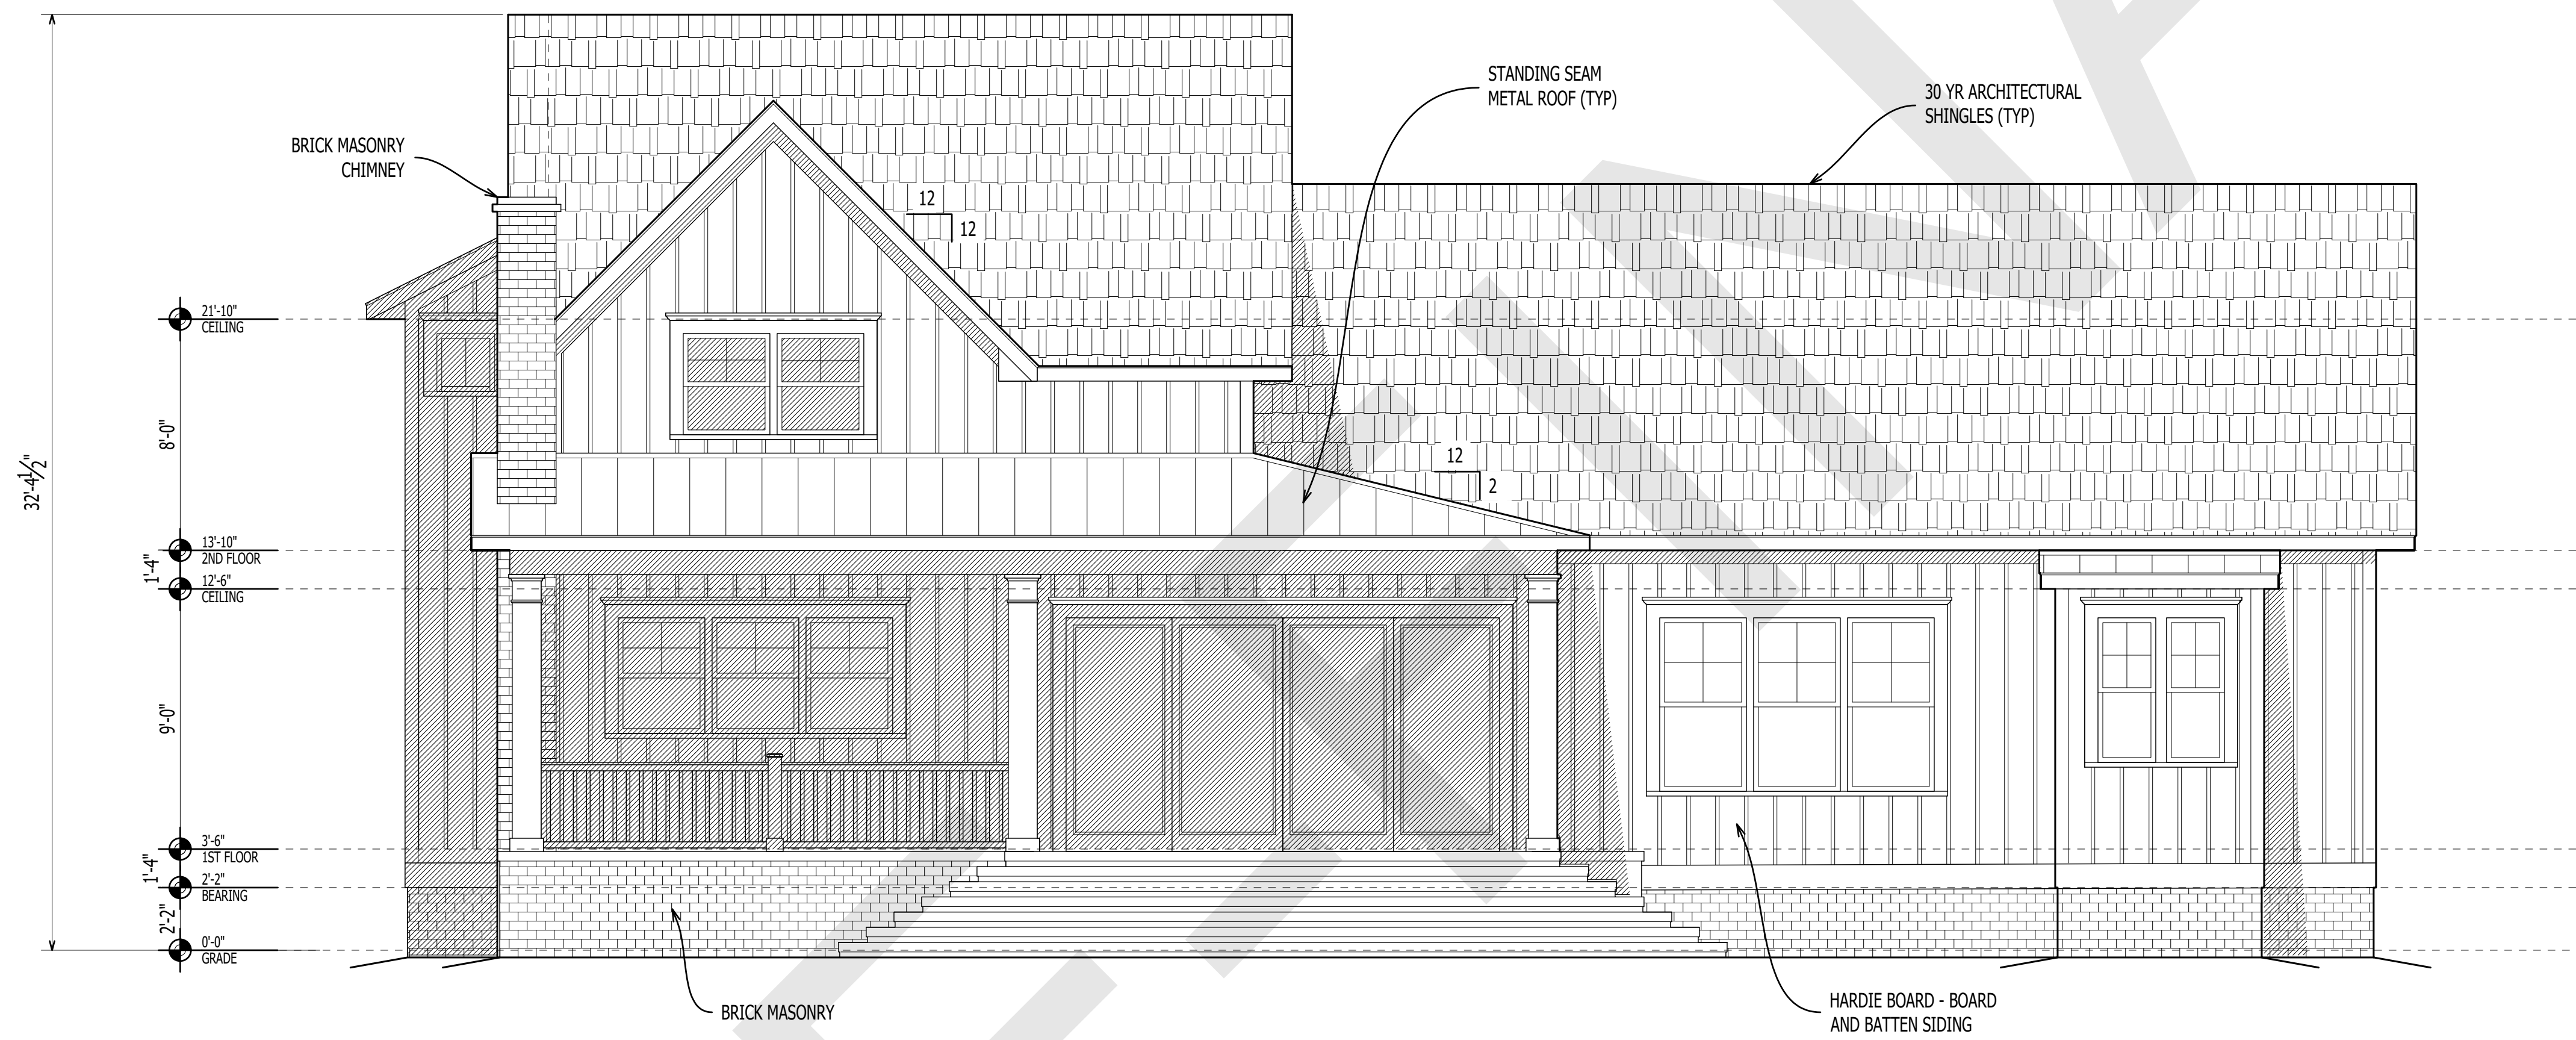 STANDING SEAM
METAL ROOF (TYP)
30 YR ARCHITECTURAL
SHINGLES (TYP)
BRICK MASONRY
CHIMNEY
12
12
21'-10"
CEILING
8'-0"
32'-4½"
12
2
13'-10"
2ND FLOOR
1'-4"
12'-6"
CEILING
9'-0"
3'-6"
1ST FLOOR
1'-4"
2'-2"
BEARING
2'-2"
0'-0"
GRADE
BRICK MASONRY
HARDIE BOARD - BOARD
AND BATTEN SIDING